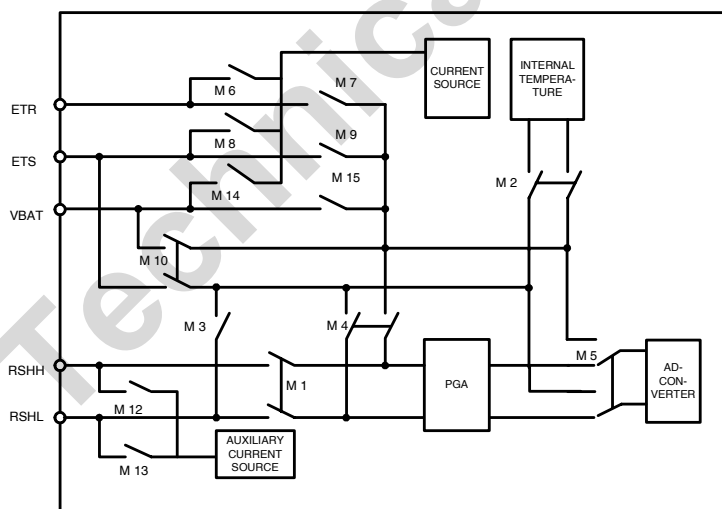 Technica
CURRENT
SOURCE
INTERNAL
TEMPERA-
TURE
M 6
M 7
ETR
M 8
M 9
ETS
M 14
M 15
M 2
VBAT
M 10
M 3
M 4
M 5
RSHH
M 1
PGA
AD-
CON-
VERTER
M 12
RSHL
AUXILIARY
CURRENT
SOURCE
M 13